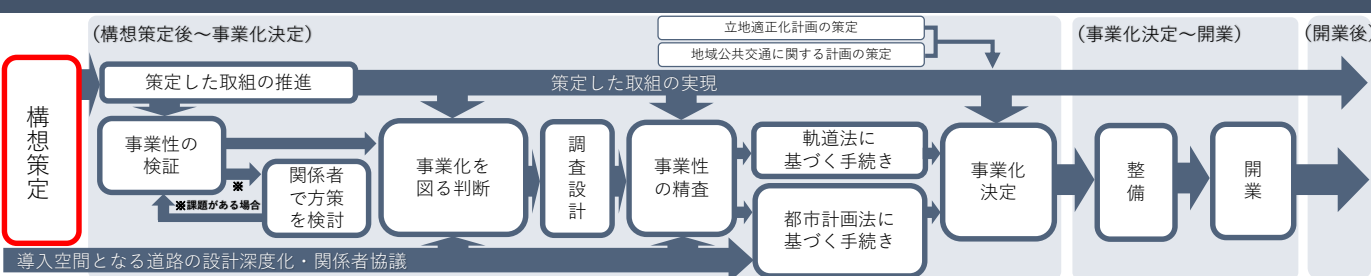 (構想策定後～事業化決定)
立地適正化計画の策定
地域公共交通に関する計画の策定
(事業化決定～開業)
(開業後)
構想策定
策定した取組の推進
策定した取組の実現
事業性の
検証
※
※課題がある場合
関係者
で方策
を検討
事業化を
図る判断
調査設計
事業性
の精査
軌道法に
基づく手続き
都市計画法に
基づく手続き
事業化
決定
整備
開業
導入空間となる道路の設計深度化・関係者協議